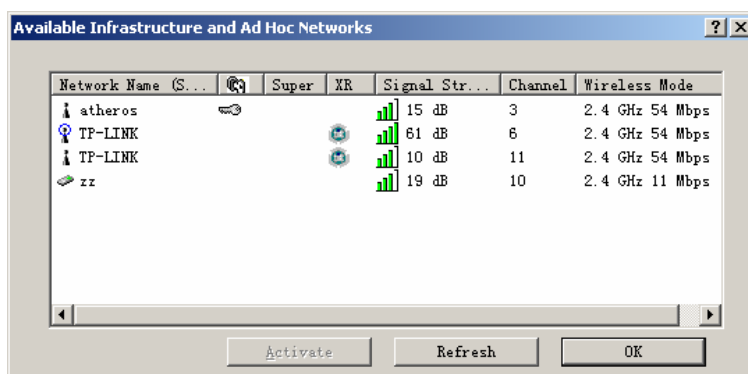 Available Infrastructure and Ad Hoc Networks
Network Name (S... Super XR Signal Str... Channel Wireless Mode
atheros 15 dB 3 2.4 GHz 54 Mbps
TP-LINK 61 dB 6 2.4 GHz 54 Mbps
TP-LINK 10 dB 11 2.4 GHz 54 Mbps
zz 19 dB 10 2.4 GHz 11 Mbps
Activate Refresh OK